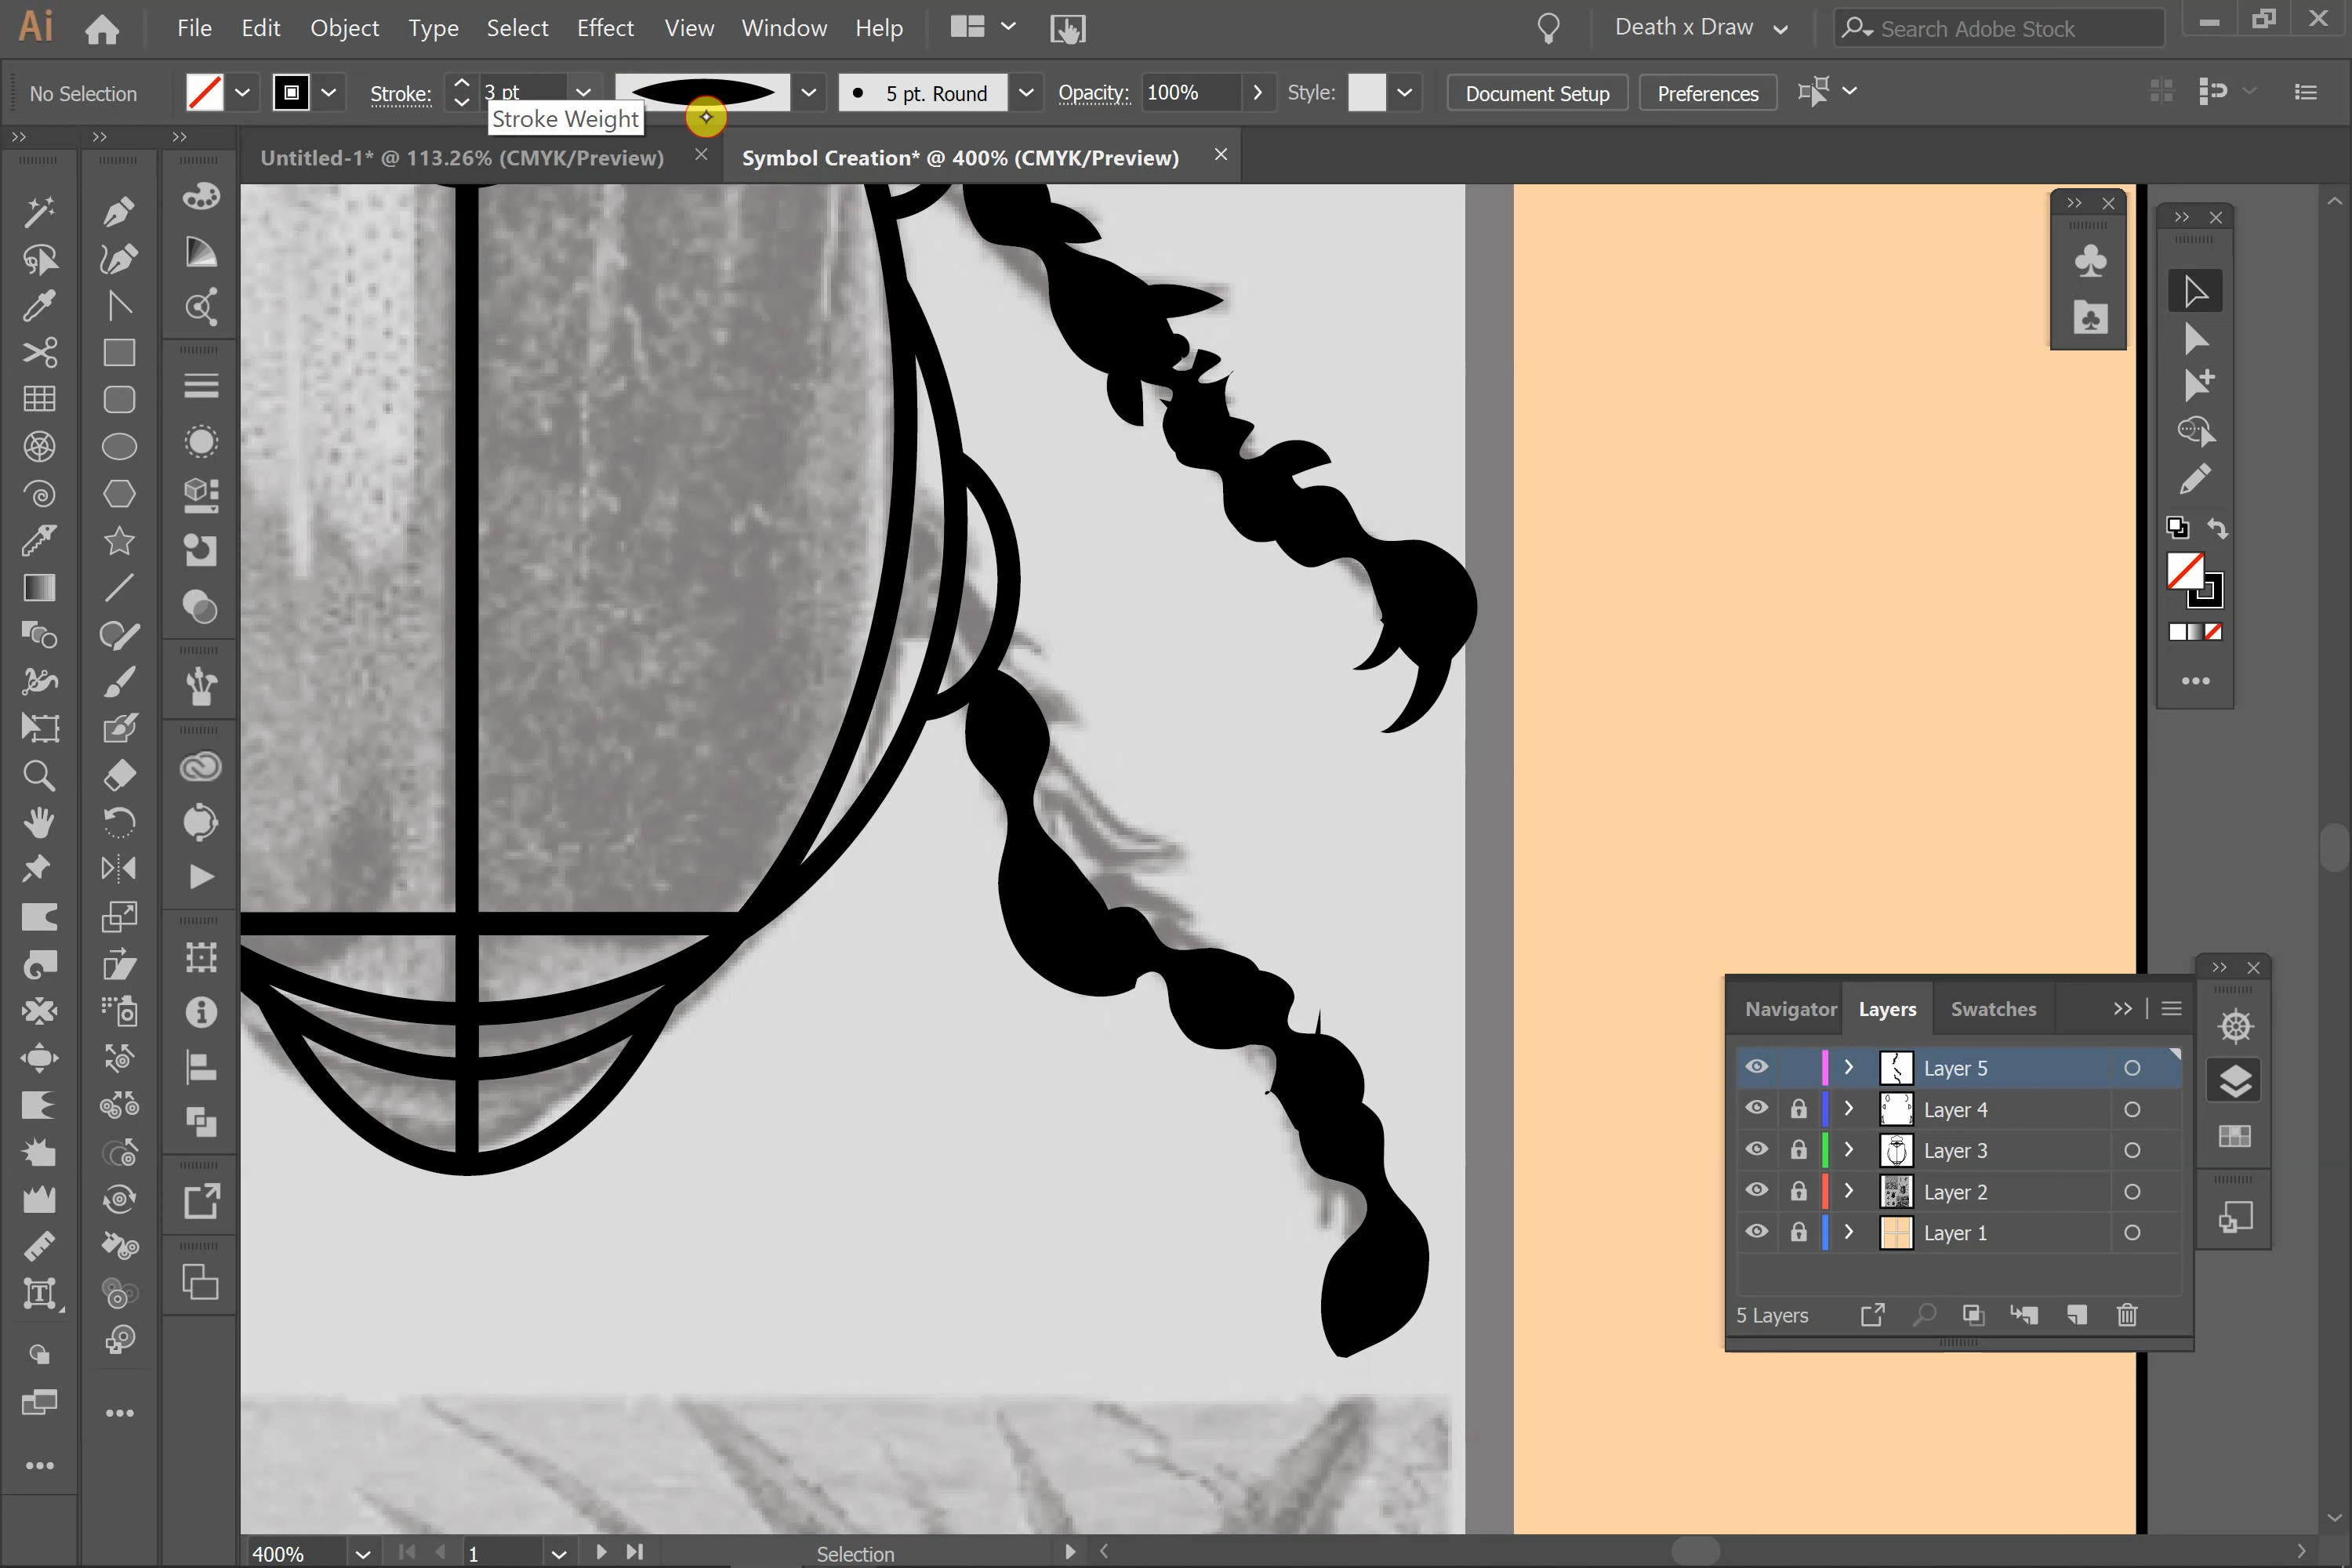 Ai File Edit Object Type Select Effect View Window Help Death x Draw Search Adobe Stock
No Selection Stroke: 3 pt 5 pt. Round Opacity: 100% Style: Document Setup Preferences
Stroke Weight
Untitled-1* @ 113.26% (CMYK/Preview) Symbol Creation* @ 400% (CMYK/Preview)
Navigator Layers Swatches
Layer 5
Layer 4
Layer 3
Layer 2
Layer 1
5 Layers
400% 1 Selection